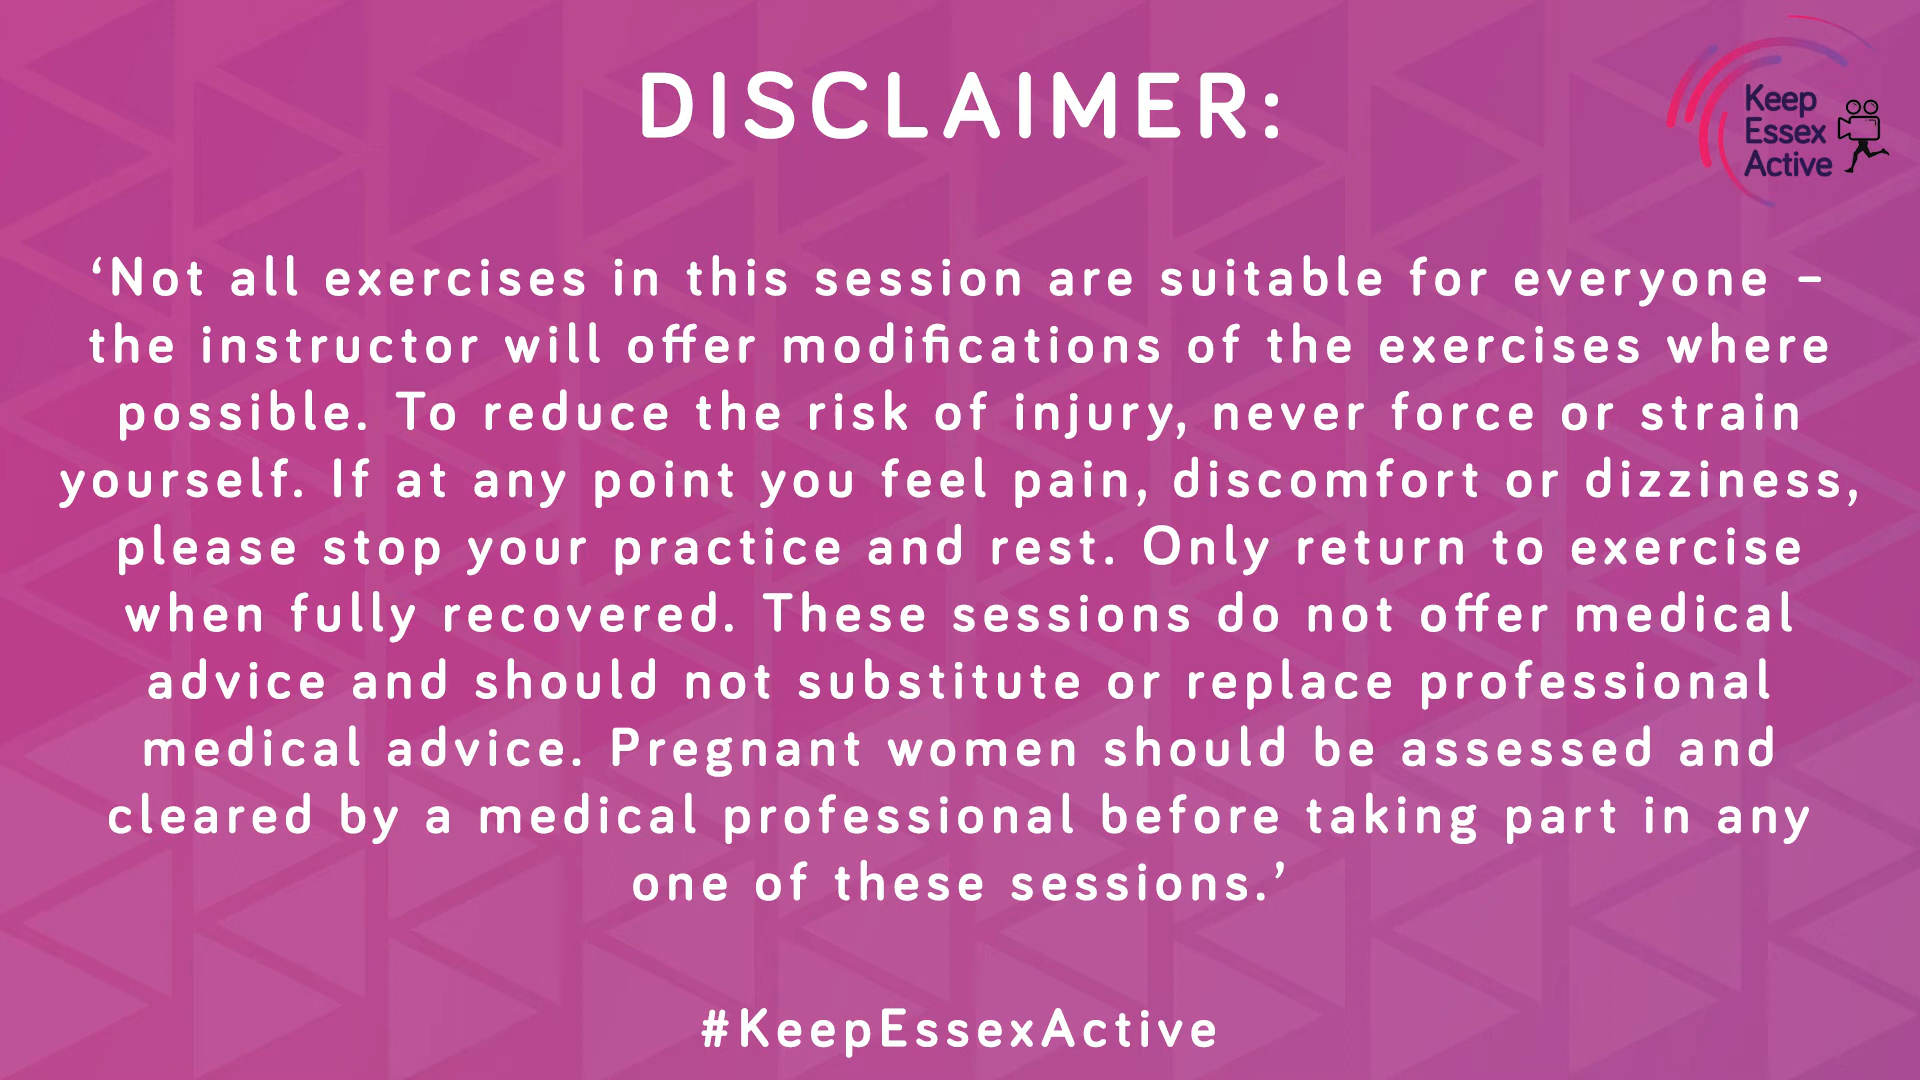 DISCLAIMER:
Keep
Essex
Active
‘Not all exercises in this session are suitable for everyone –
the instructor will offer modifications of the exercises where
possible. To reduce the risk of injury, never force or strain
yourself. If at any point you feel pain, discomfort or dizziness,
please stop your practice and rest. Only return to exercise
when fully recovered. These sessions do not offer medical
advice and should not substitute or replace professional
medical advice. Pregnant women should be assessed and
cleared by a medical professional before taking part in any
one of these sessions.’
#KeepEssexActive